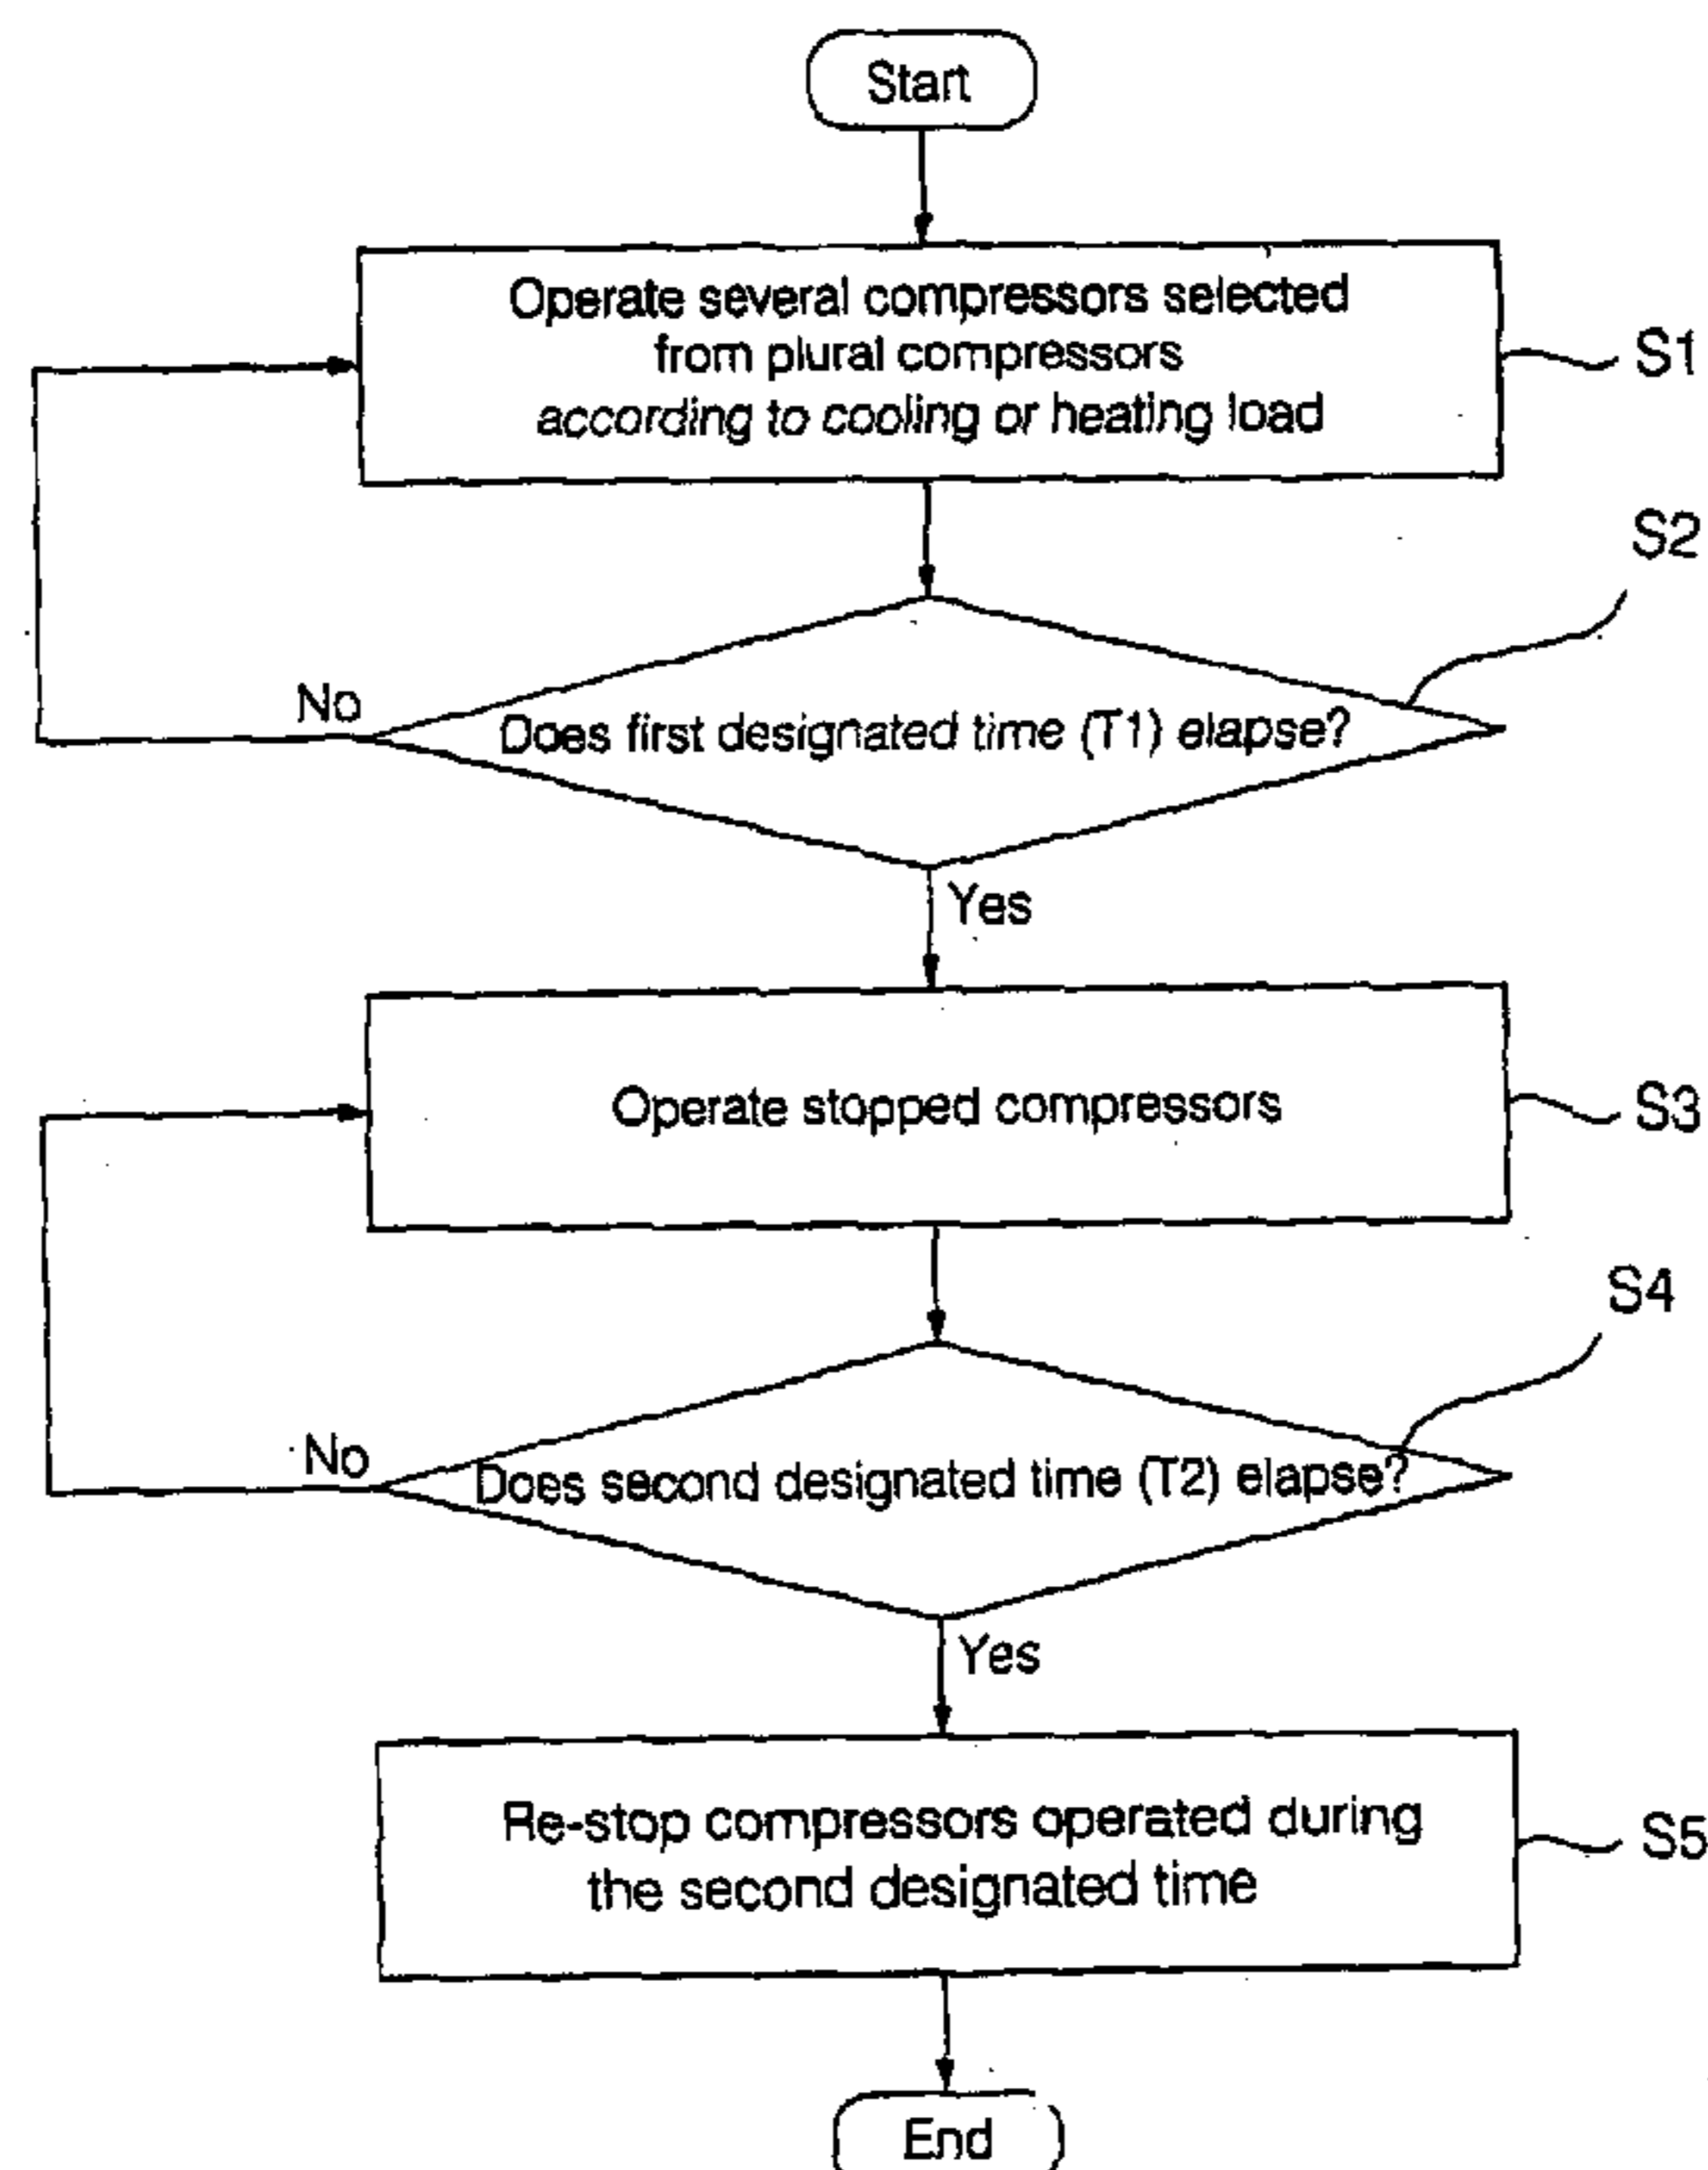 Start
Operate several compressors selected
from plural compressors
according to cooling or heating load
S1
S2
No
Does first designated time (T1) elapse?
Yes
Operate stopped compressors
S3
S4
No
Does second designated time (T2) elapse?
Yes
Re-stop compressors operated during
the second designated time
S5
End